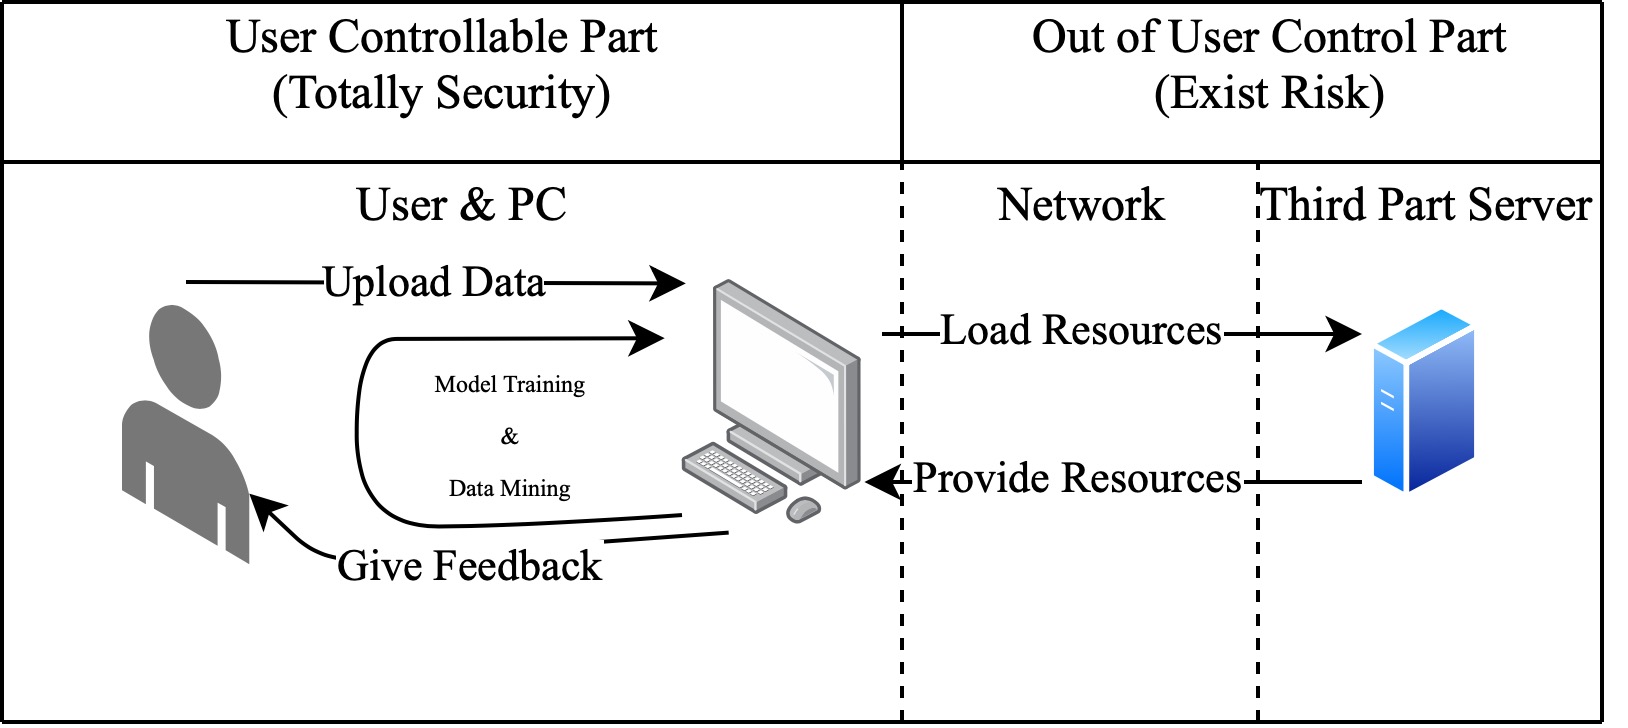 User Controllable Part
(Totally Security)
Out of User Control Part
(Exist Risk)
User & PC
Network
Third Part Server
Upload Data
Load Resources
Model Training
&
Data Mining
Provide Resources
Give Feedback